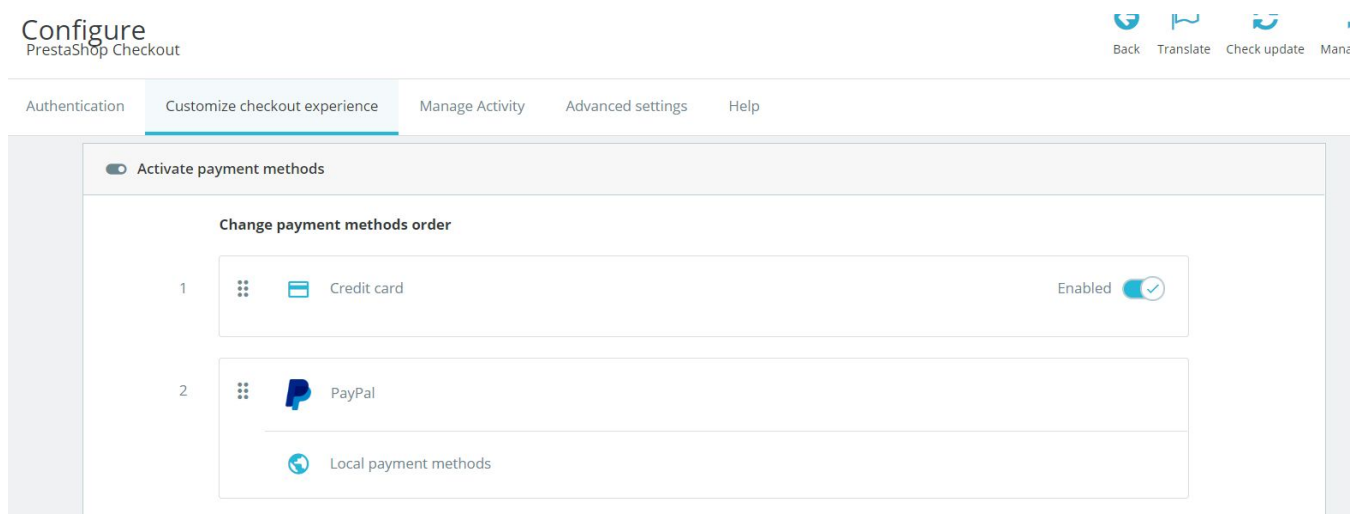 Configure
PrestaShop Checkout
Back Translate Check update
Authentication Customize checkout experience Manage Activity Advanced settings Help
Activate payment methods
Change payment methods order
1 Credit card Enabled
2 PayPal
Local payment methods